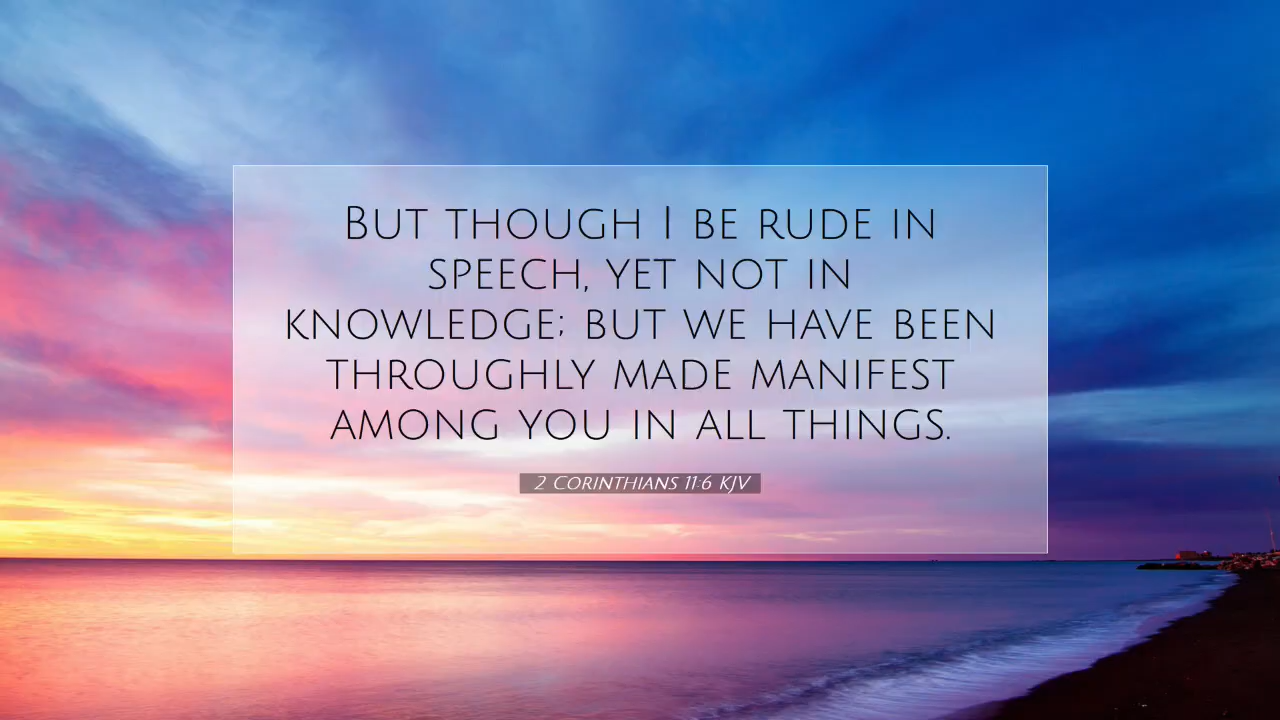 But though I be rude in
speech, yet not in
knowledge; but we have been
throughly made manifest
among you in all things.
2 Corinthians 11:6 KJV